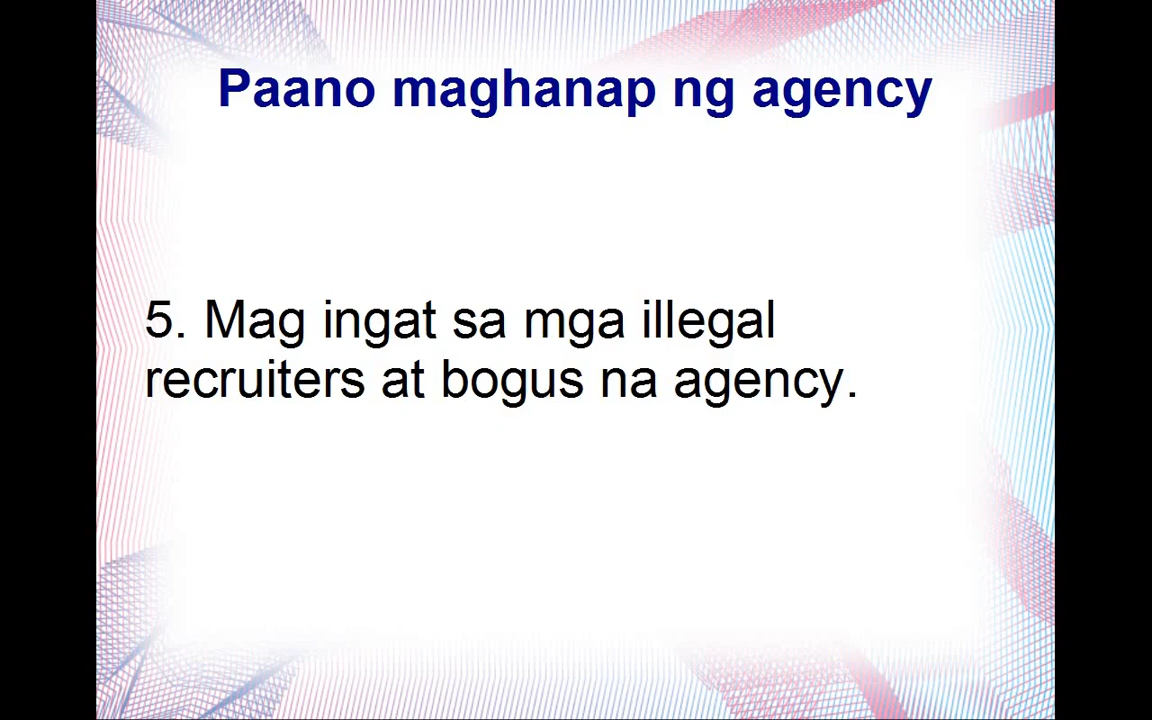 Paano maghanap ng agency
5. Mag ingat sa mga illegal
recruiters at bogus na agency.